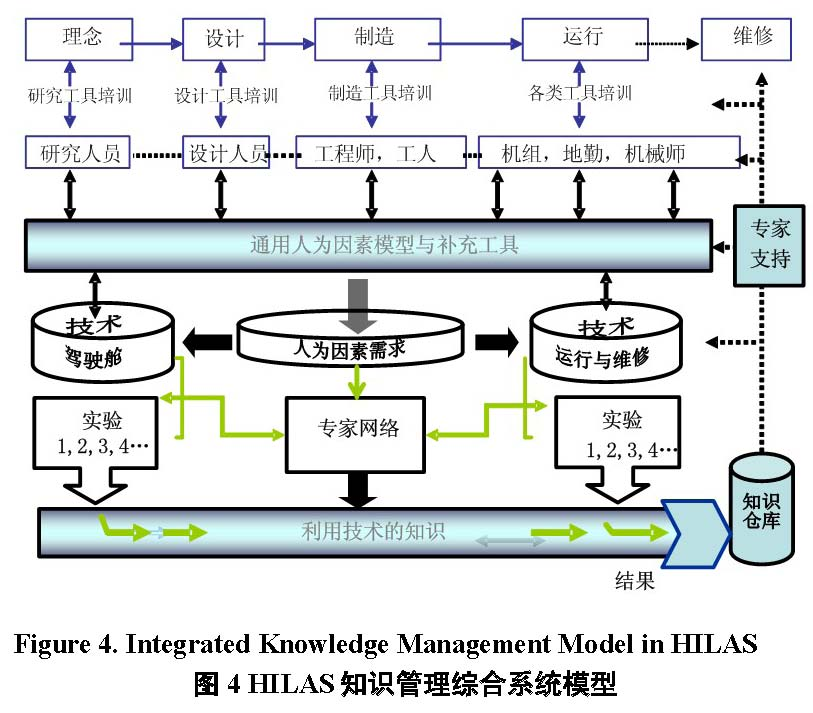 理念 设计 制造 运行 维修
研究工具培训 设计工具培训 制造工具培训 各类工具培训
研究人员 设计人员 工程师，工人 机组，地勤，机械师
专家
支持
通用人为因素模型与补充工具
技术
驾驶舱
人为因素需求
技术
运行与维修
实验
1,2,3,4…
专家网络
实验
1,2,3,4…
知识
仓库
利用技术的知识
结果
Figure 4. Integrated Knowledge Management Model in HILAS
图 4 HILAS 知识管理综合系统模型